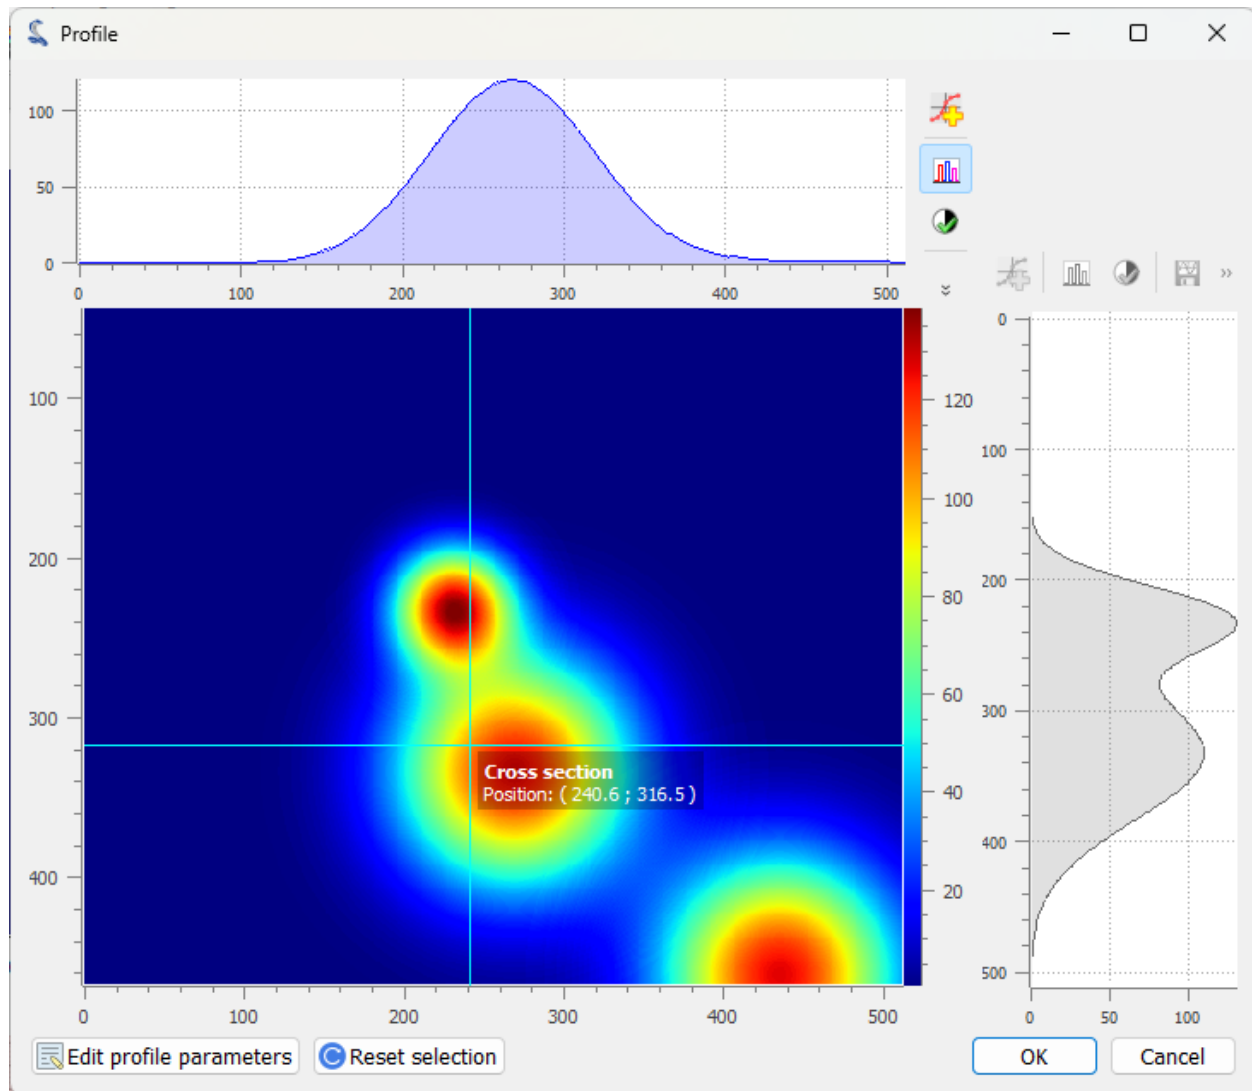 Profile
100
50
0
0 100 200 300 400 500
100
200
300
400
0 100 200 300 400 500
120
100
80
60
40
20
0
100
200
300
400
500
0 50 100
Cross section
Position: ( 240.6 ; 316.5 )
Edit profile parameters
Reset selection
OK
Cancel